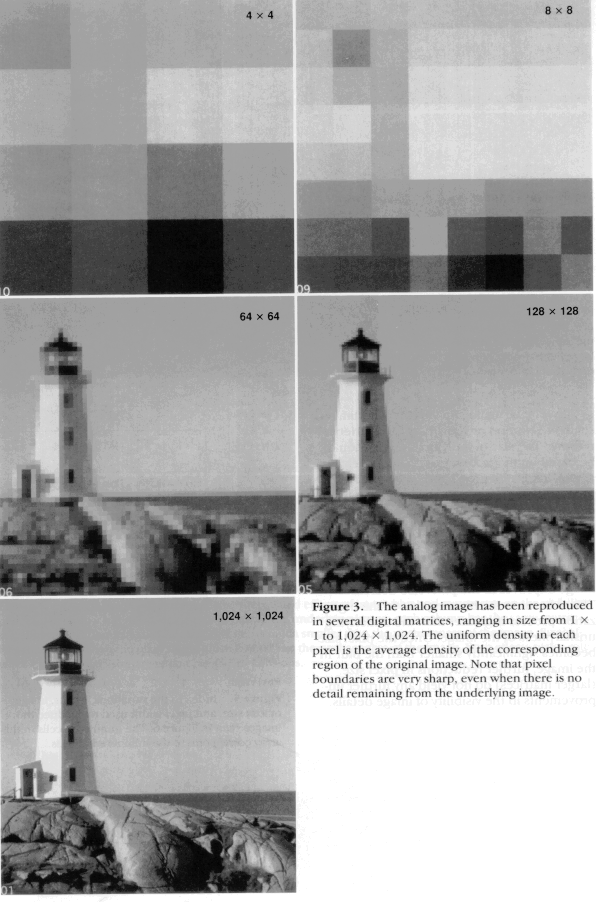 4 × 4
8 × 8
10
09
64 × 64
128 × 128
06
05
1,024 × 1,024
Figure 3. The analog image has been reproduced
in several digital matrices, ranging in size from 1 ×
1 to 1,024 × 1,024. The uniform density in each
pixel is the average density of the corresponding
region of the original image. Note that pixel
boundaries are very sharp, even when there is no
detail remaining from the underlying image.
01